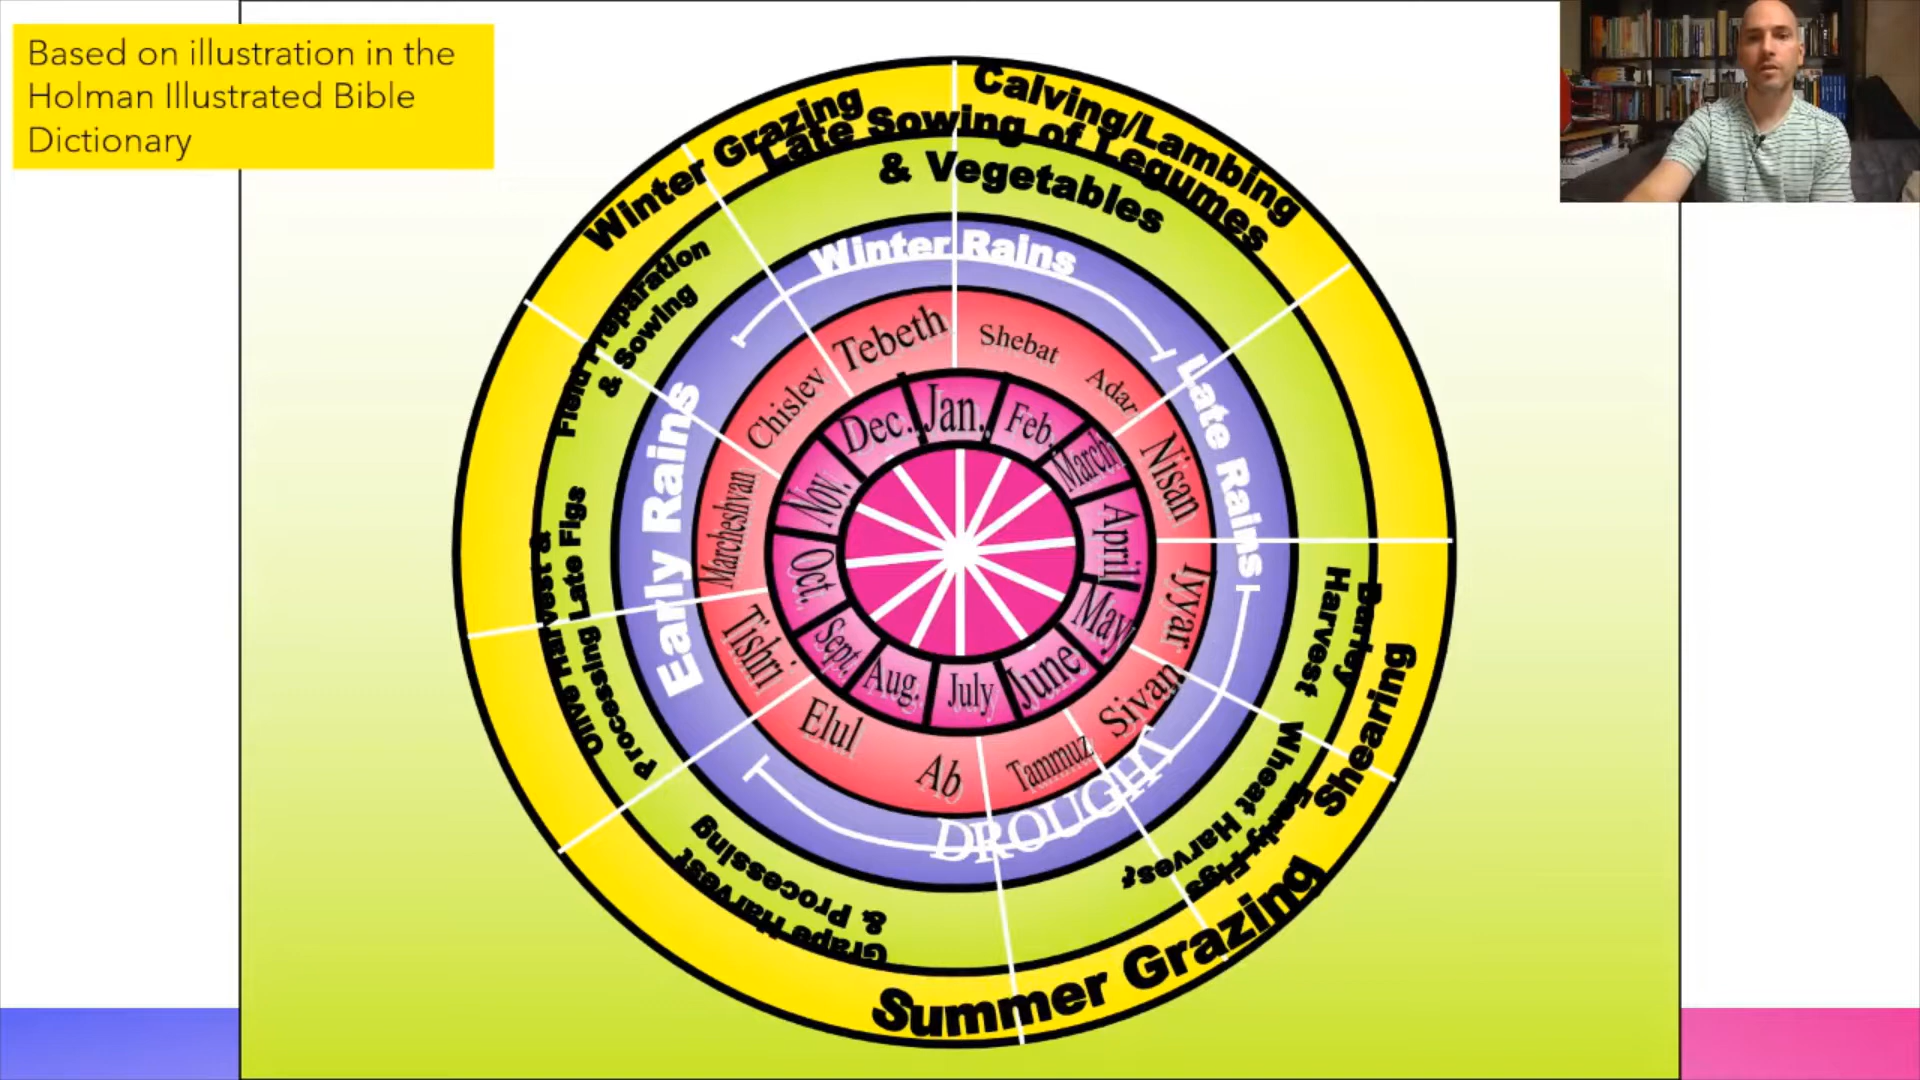 Based on illustration in the
Holman Illustrated Bible
Dictionary
Winter Grazing
Calving/Lambing
Late Sowing of Legumes
& Vegetables
Field Preparation
& Sowing
Winter Rains
Late Rains
Early Rains
DROUGHT
Tebeth
Shebat
Adar
Nisan
Iyyar
Sivan
Tammuz
Ab
Elul
Tishri
Marcheshvan
Chislev
Jan.
Feb.
March
April
May
June
July
Aug.
Sept.
Oct.
Nov.
Dec.
Barley
Harvest
Wheat Harvest
Early Figs
Shearing
Summer Grazing
Grape Harvest
& Processing
Olive Harvest &
Processing Late Figs